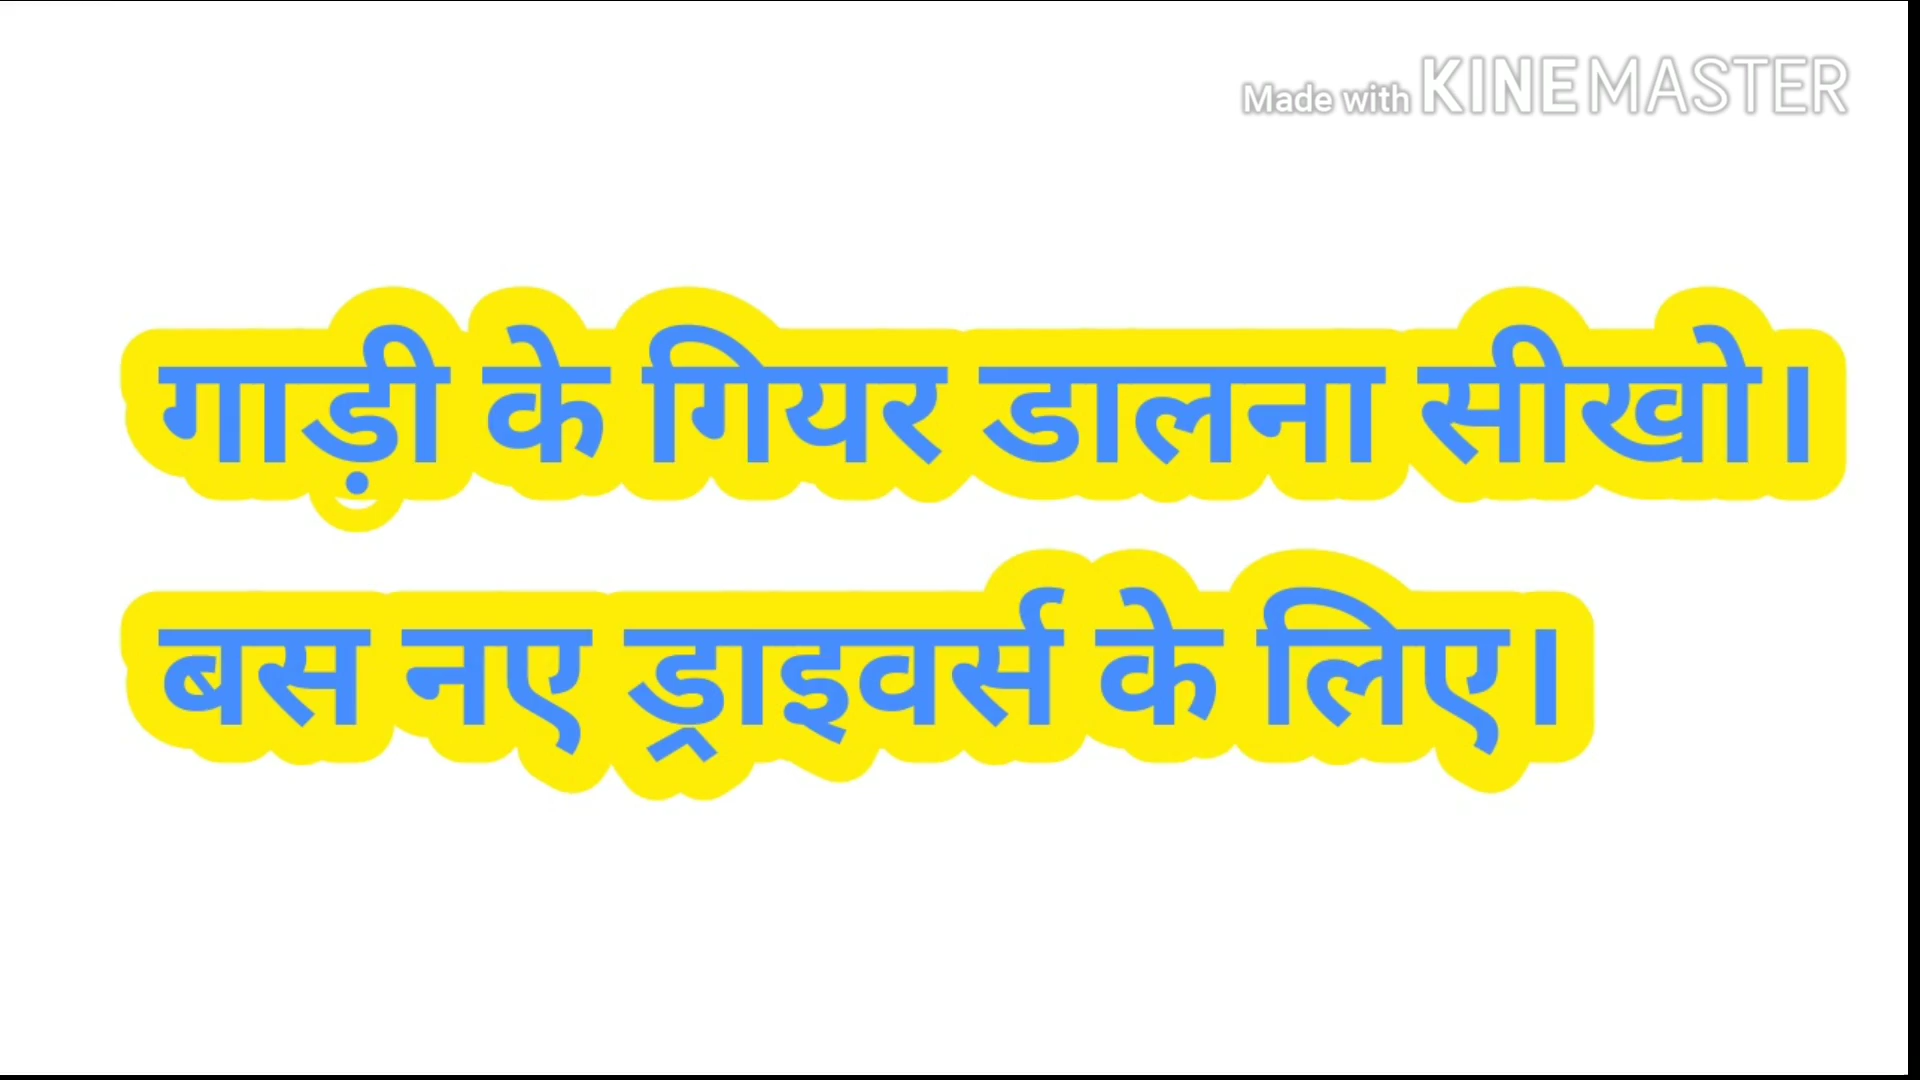 Made with KINEMASTER
गाड़ी के गियर डालना सीखो।
बस नए ड्राइवर्स के लिए।